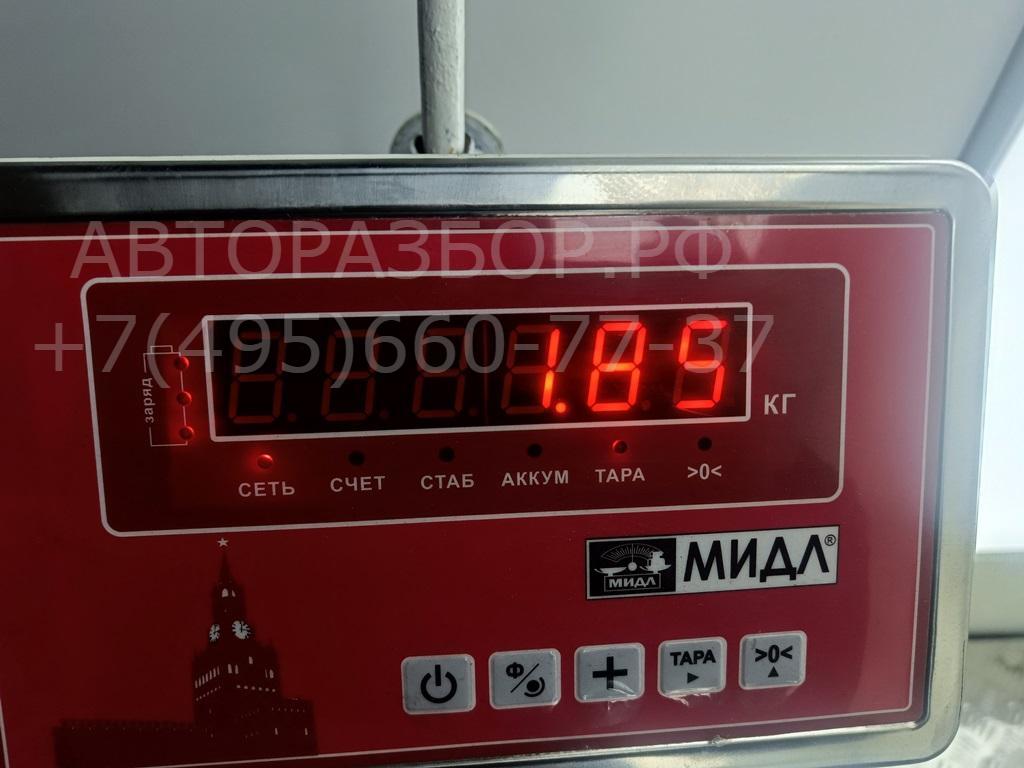 АВТОРАЗБОР.РФ
+7(495)660-77-37
заряд
1.85
КГ
СЕТЬ СЧЕТ СТАБ АККУМ ТАРА >0<
МИДЛ МИДЛ®
Ф/ + ТАРА >0<